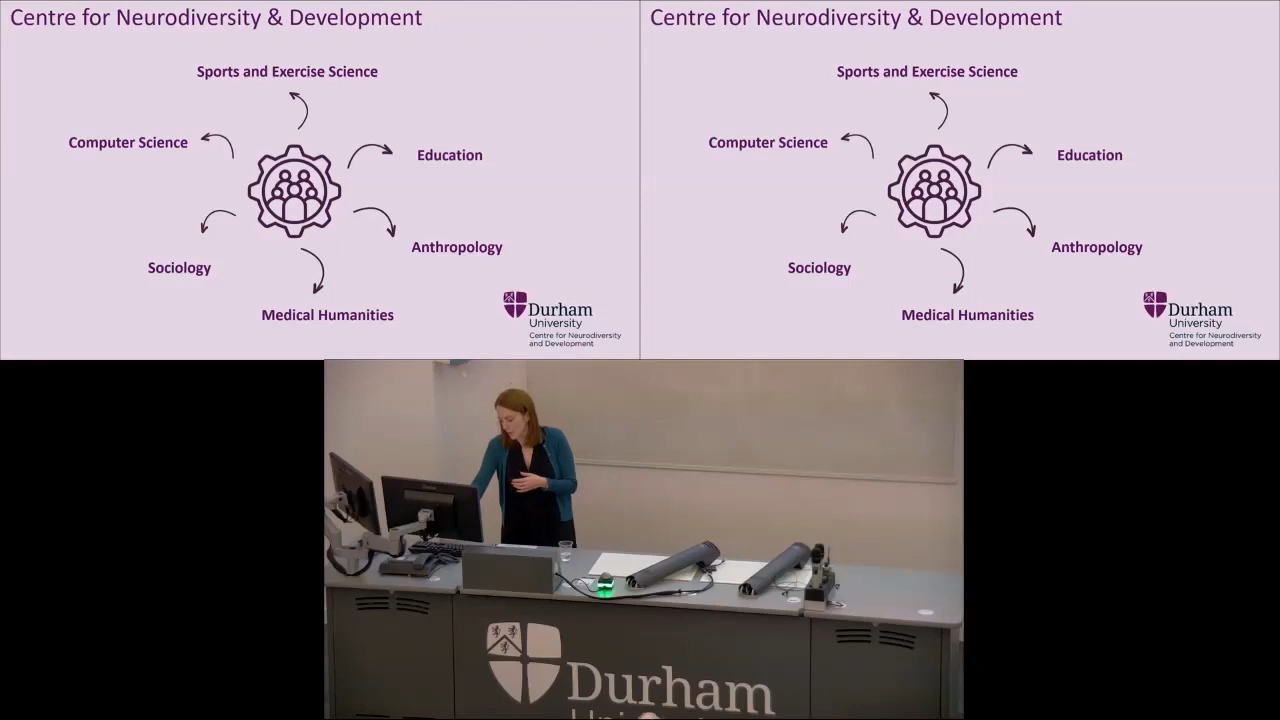 Centre for Neurodiversity & Development
Sports and Exercise Science
Computer Science
Education
Anthropology
Sociology
Medical Humanities
Durham
University
Centre for Neurodiversity
and Development
Centre for Neurodiversity & Development
Sports and Exercise Science
Computer Science
Education
Anthropology
Sociology
Medical Humanities
Durham
University
Centre for Neurodiversity
and Development
Durham